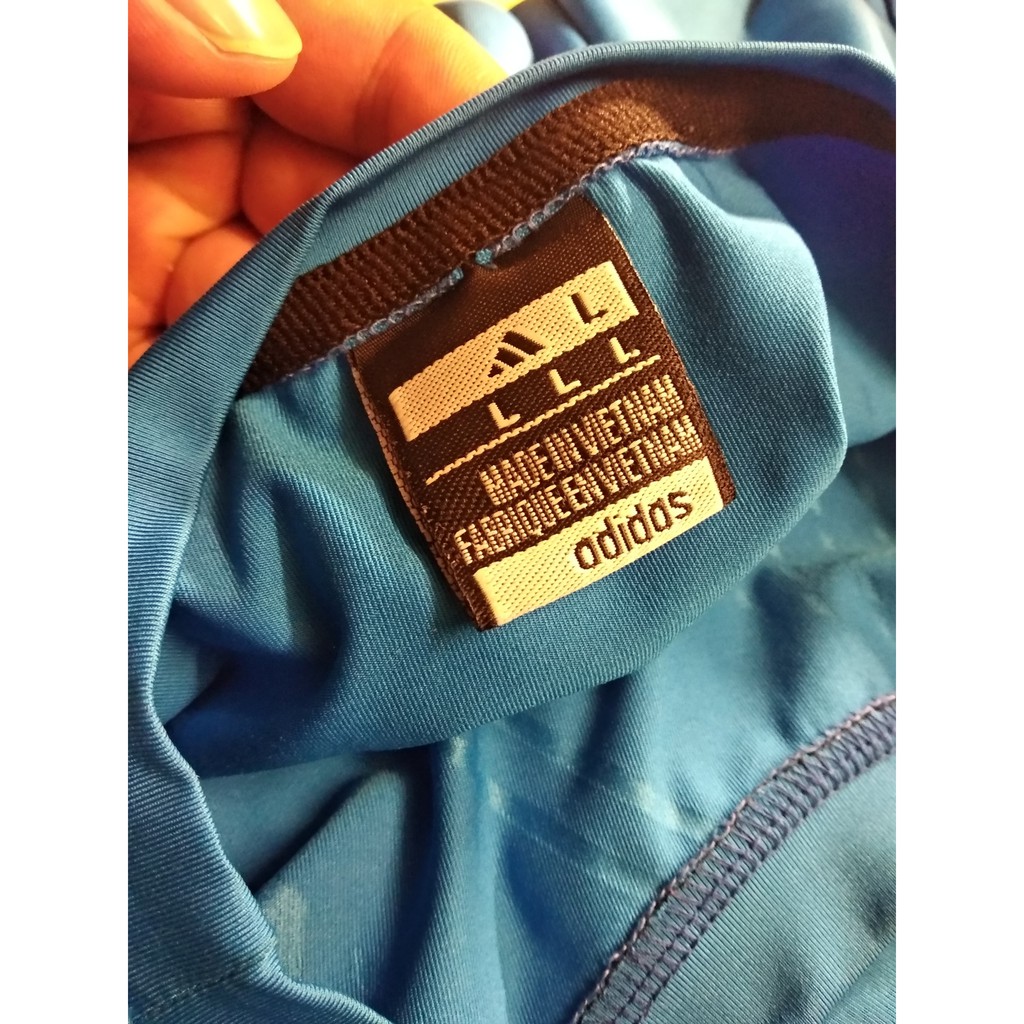 L
L L L
MADE IN VIETNAM
FABRIQUE EN VIETNAM
adidas